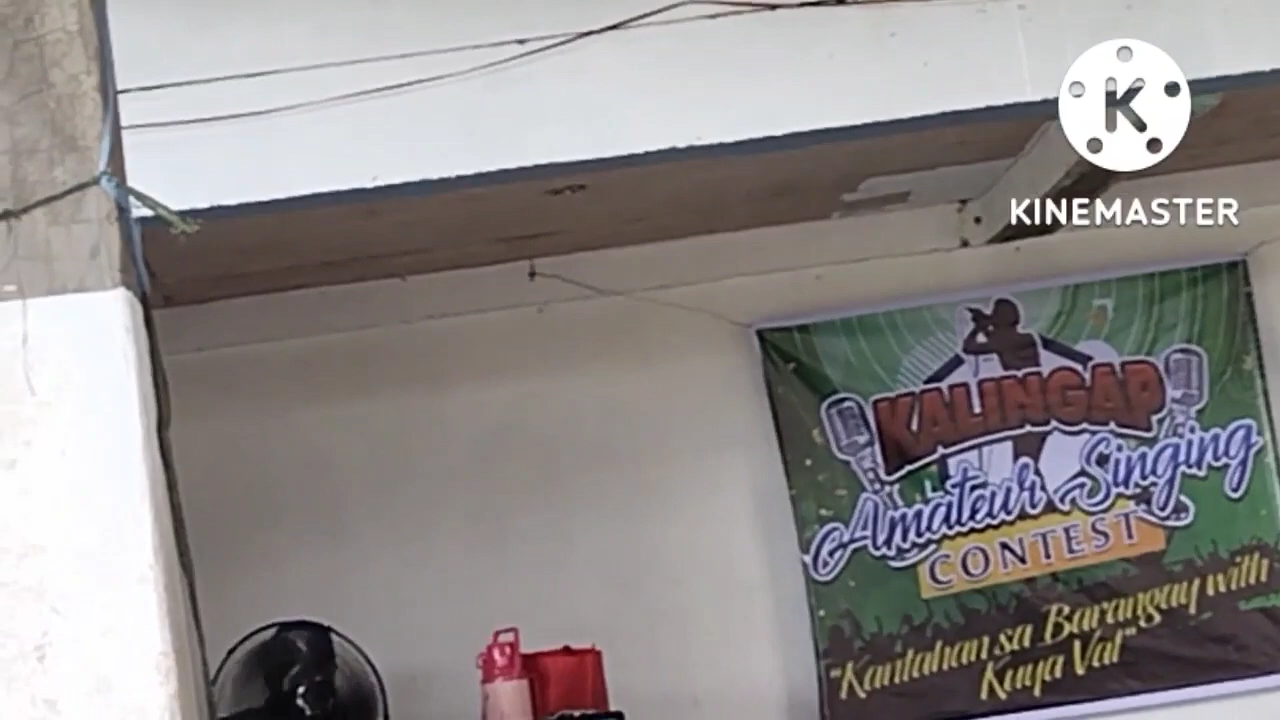 K
KINEMASTER
KALINGAP
Amateur Singing
CONTEST
"Kantahan sa Barangay with
Kuya Val"